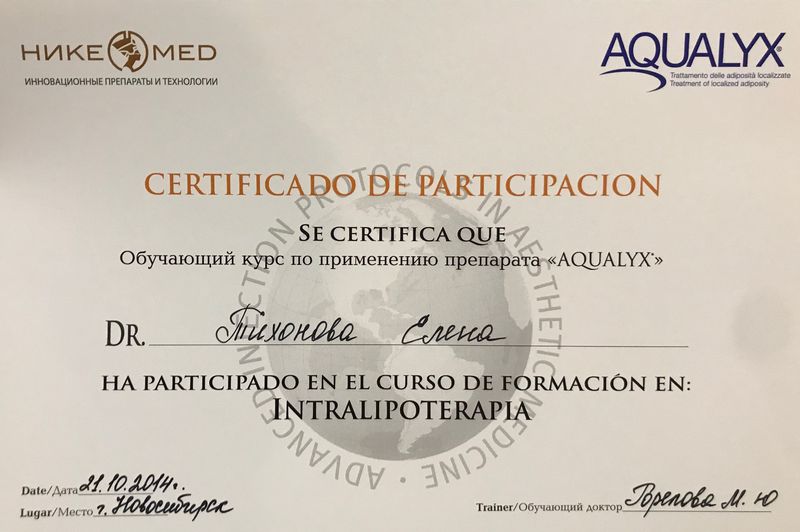 НИКЕ MED
ИННОВАЦИОННЫЕ ПРЕПАРАТЫ И ТЕХНОЛОГИИ
AQUALYX®
Trattamento delle adiposità localizzate
Treatment of localized adiposity
CERTIFICADO DE PARTICIPACION
SE CERTIFICA QUE
Обучающий курс по применению препарата «AQUALYX®»
DR. Тихонова Елена
HA PARTICIPADO EN EL CURSO DE FORMACIÓN EN:
INTRALIPOTERAPIA
ADVANCED INJECTION PROTOCOLS IN AESTHETIC MEDICINE
Date/Дата 21.10.2014г.
Lugar/Место г. Новосибирск
Trainer/Обучающий доктор М. Ю